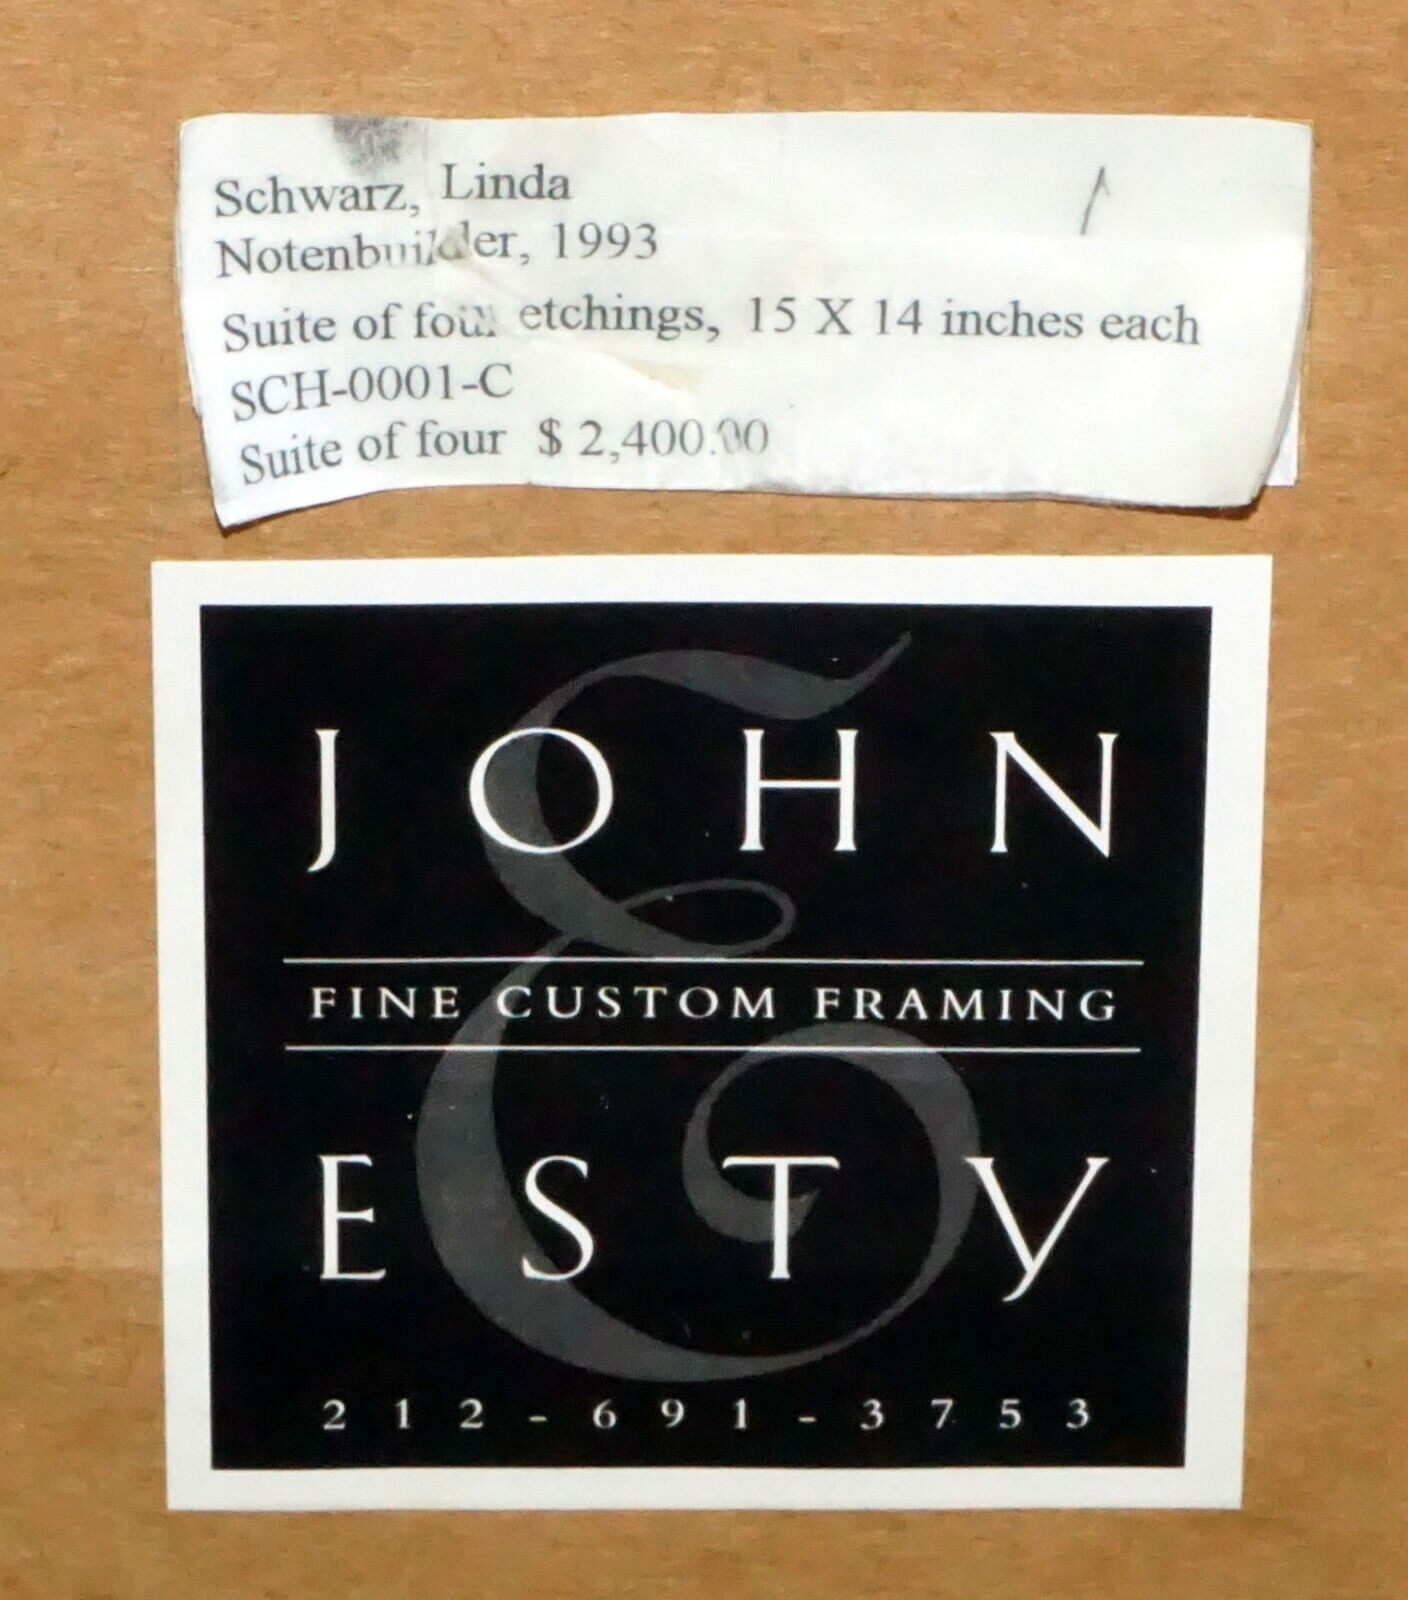 Schwarz, Linda
Notenbuilder, 1993
Suite of four etchings, 15 X 14 inches each
SCH-0001-C
Suite of four $ 2,400.00
JOHN
FINE CUSTOM FRAMING
ESTY
212-691-3753